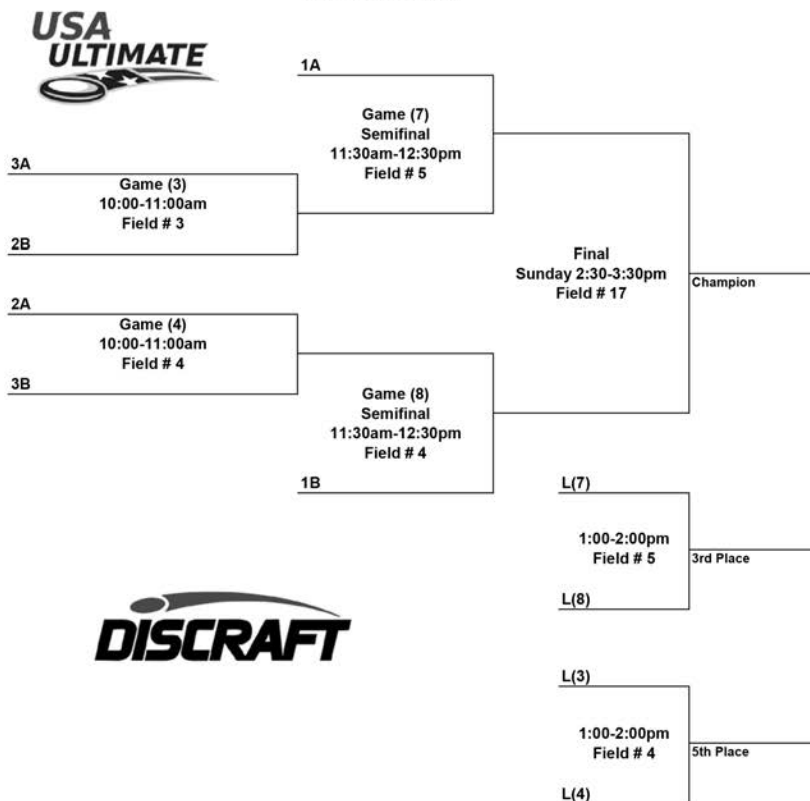 USA
ULTIMATE
1A
Game (7)
Semifinal
11:30am-12:30pm
Field # 5
3A
Game (3)
10:00-11:00am
Field # 3
2B
Final
Sunday 2:30-3:30pm
Field # 17
Champion
2A
Game (4)
10:00-11:00am
Field # 4
3B
Game (8)
Semifinal
11:30am-12:30pm
Field # 4
1B
L(7)
1:00-2:00pm
Field # 5
3rd Place
L(8)
DISCRAFT
L(3)
1:00-2:00pm
Field # 4
5th Place
L(4)